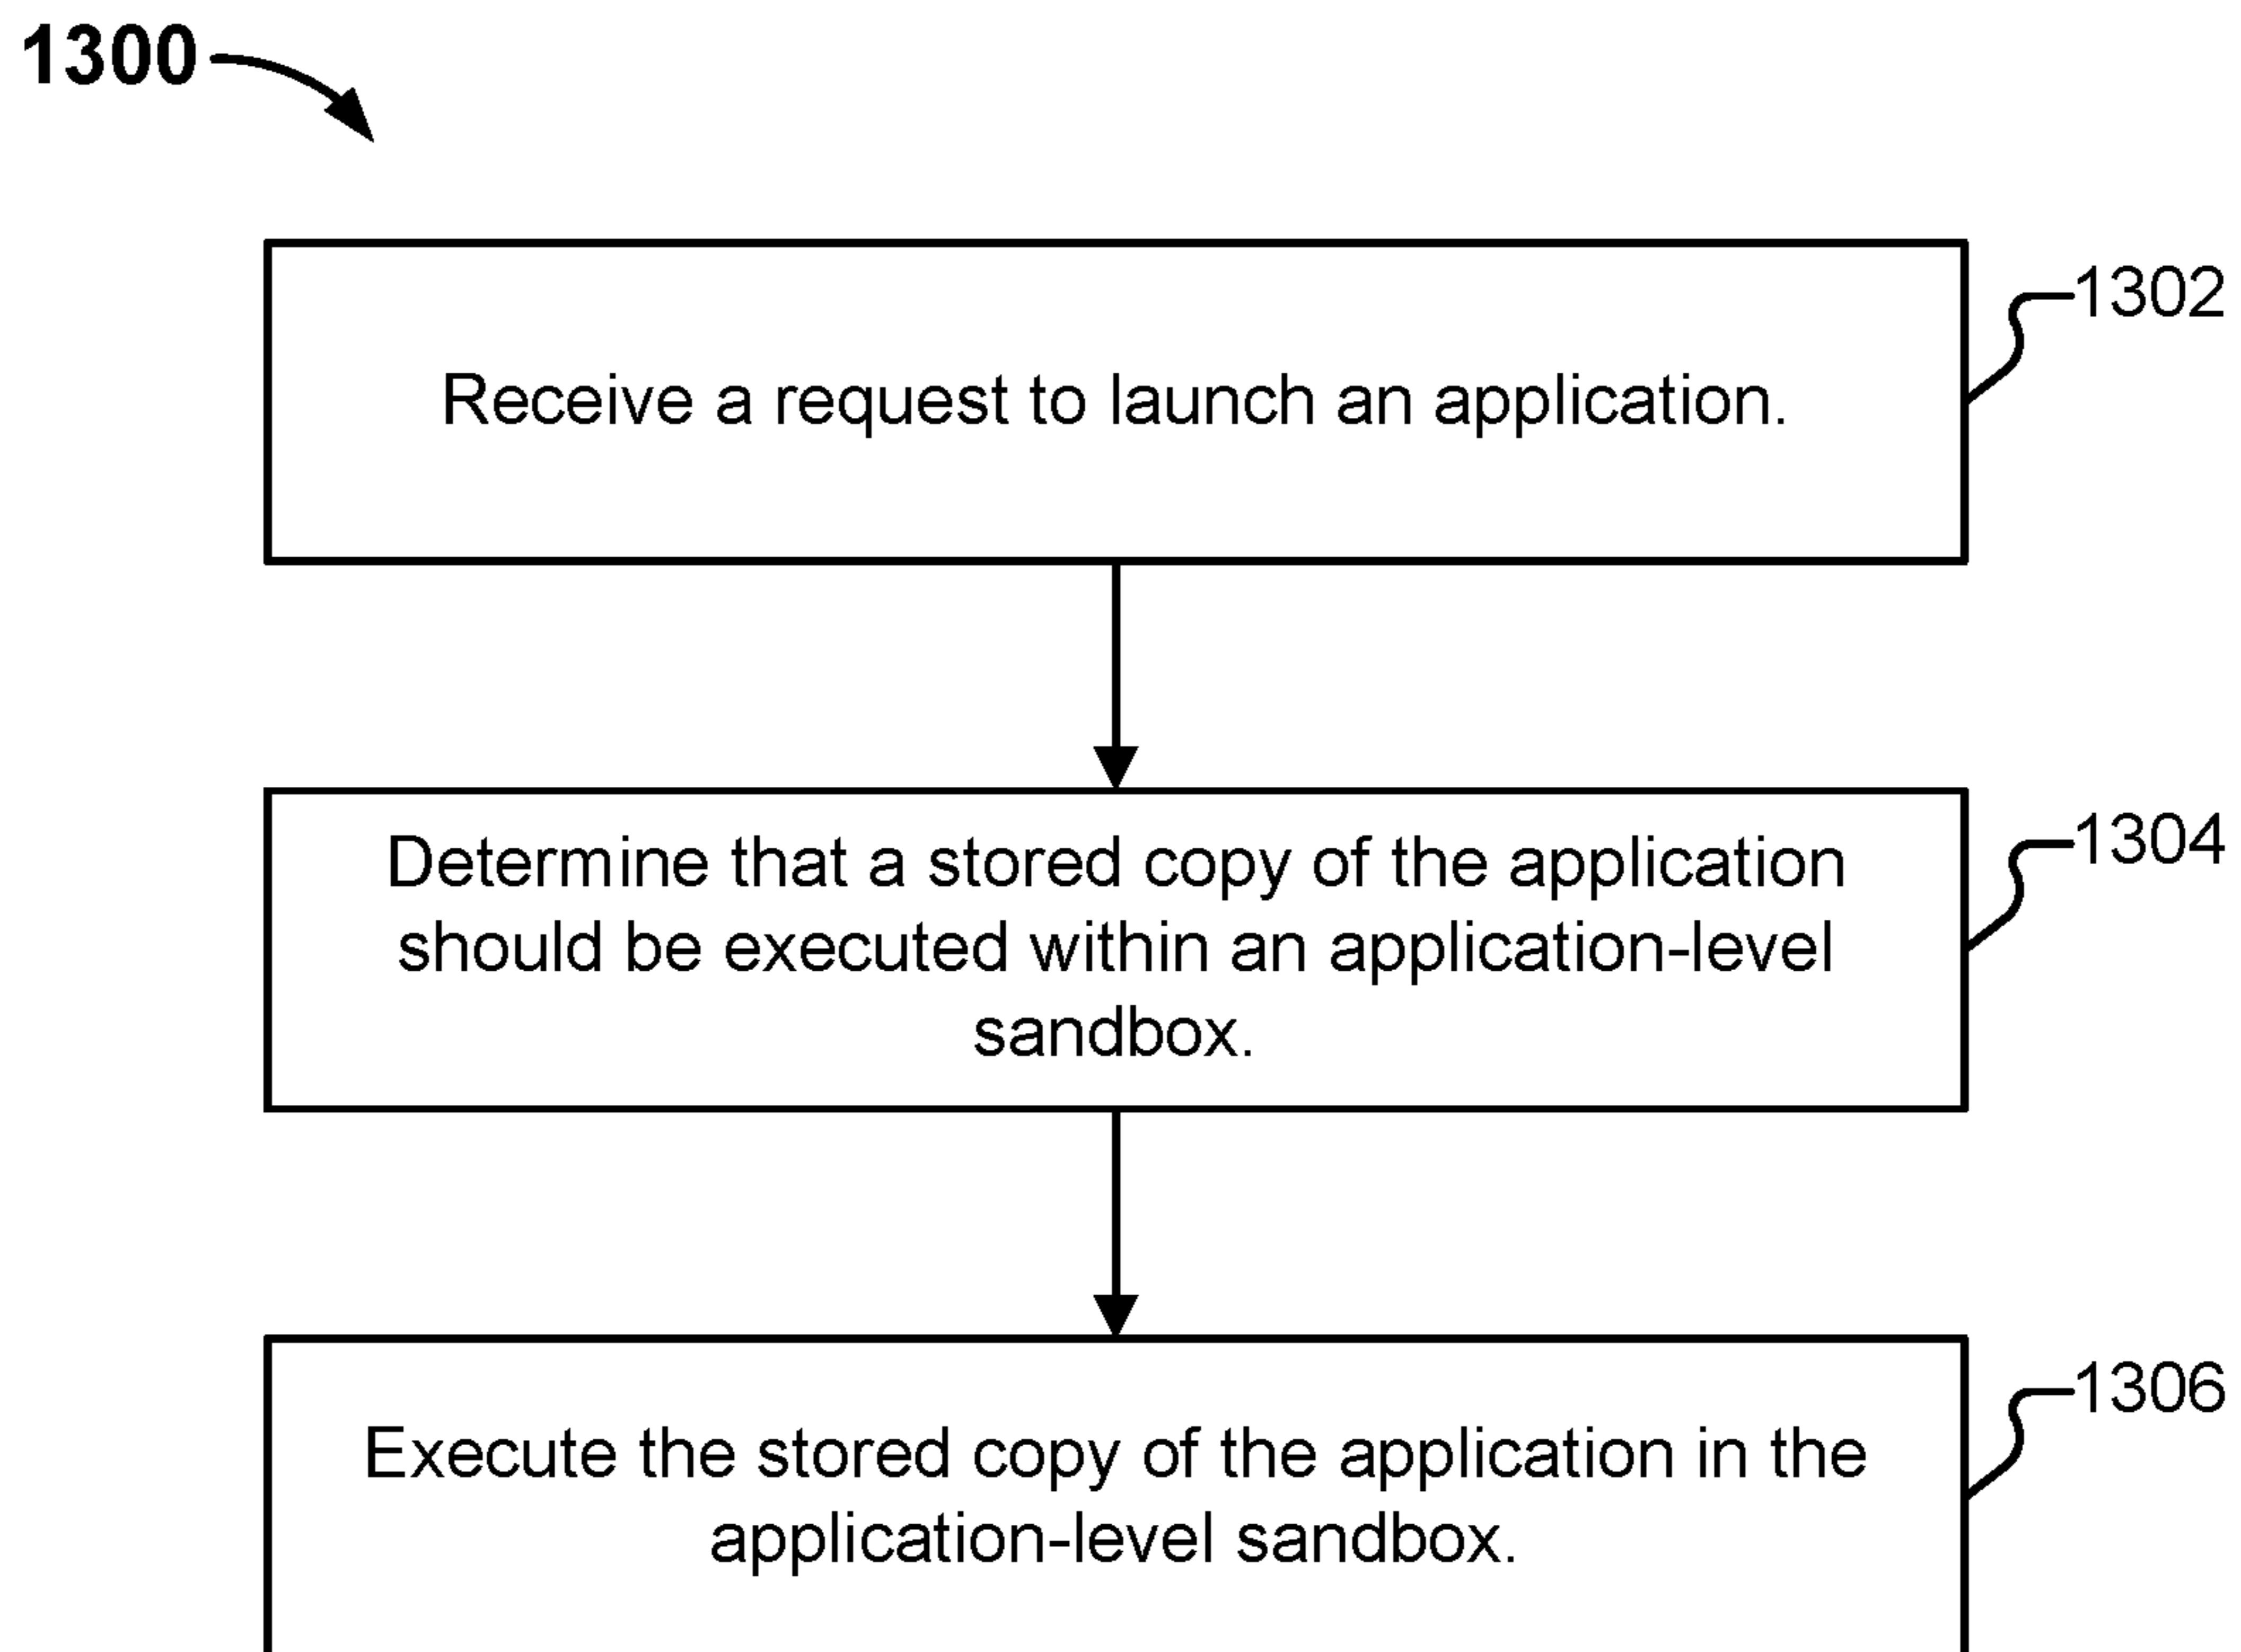 1300
1302
Receive a request to launch an application.
1304
Determine that a stored copy of the application
should be executed within an application-level
sandbox.
1306
Execute the stored copy of the application in the
application-level sandbox.